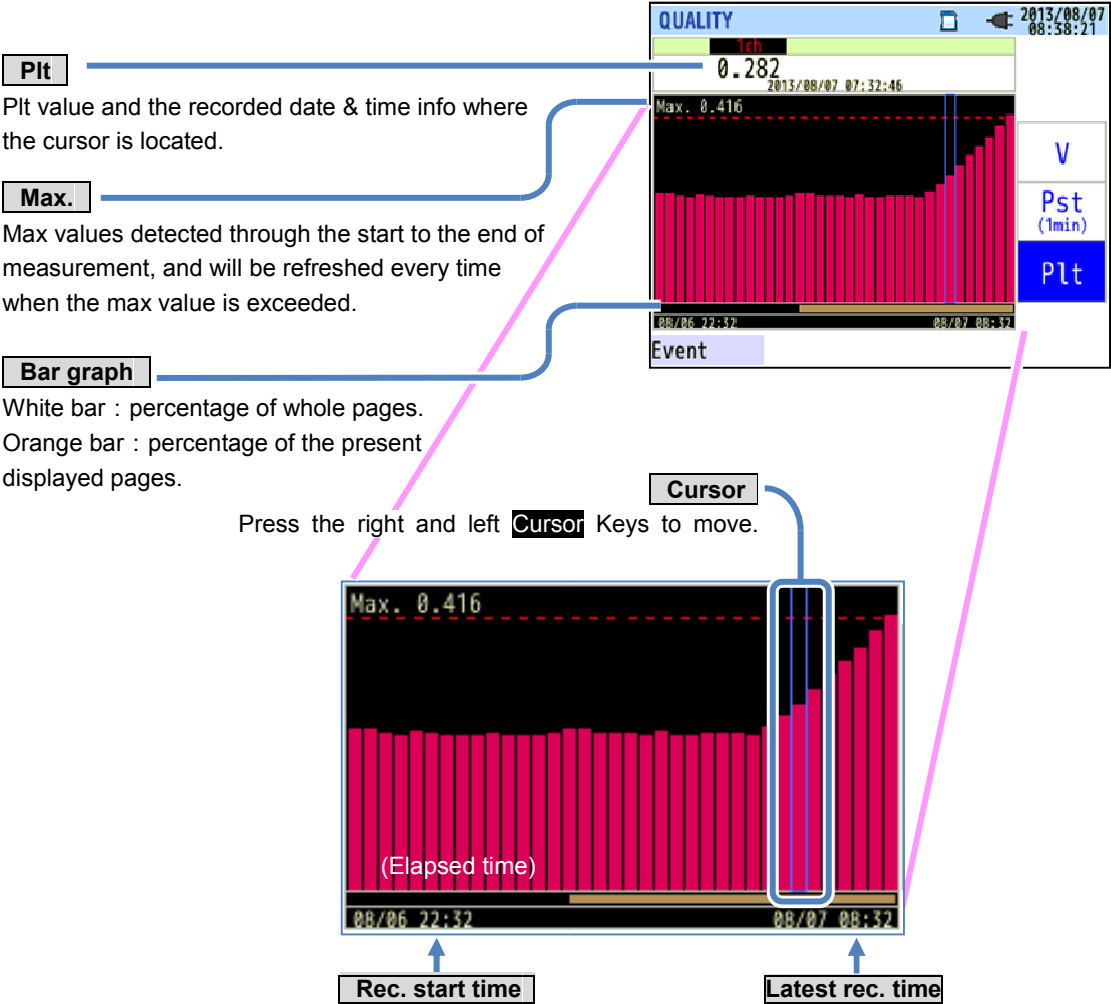 QUALITY
2013/08/07
08:38:21
1ch
0.282
2013/08/07 07:32:46
Max. 0.416
V
Pst
(1min)
Plt
08/06 22:32
08/07 08:32
Event
Plt
Plt value and the recorded date & time info where
the cursor is located.
Max.
Max values detected through the start to the end of
measurement, and will be refreshed every time
when the max value is exceeded.
Bar graph
White bar : percentage of whole pages.
Orange bar : percentage of the present
displayed pages.
Cursor
Press the right and left Cursor Keys to move.
Max. 0.416
(Elapsed time)
08/06 22:32
08/07 08:32
Rec. start time
Latest rec. time